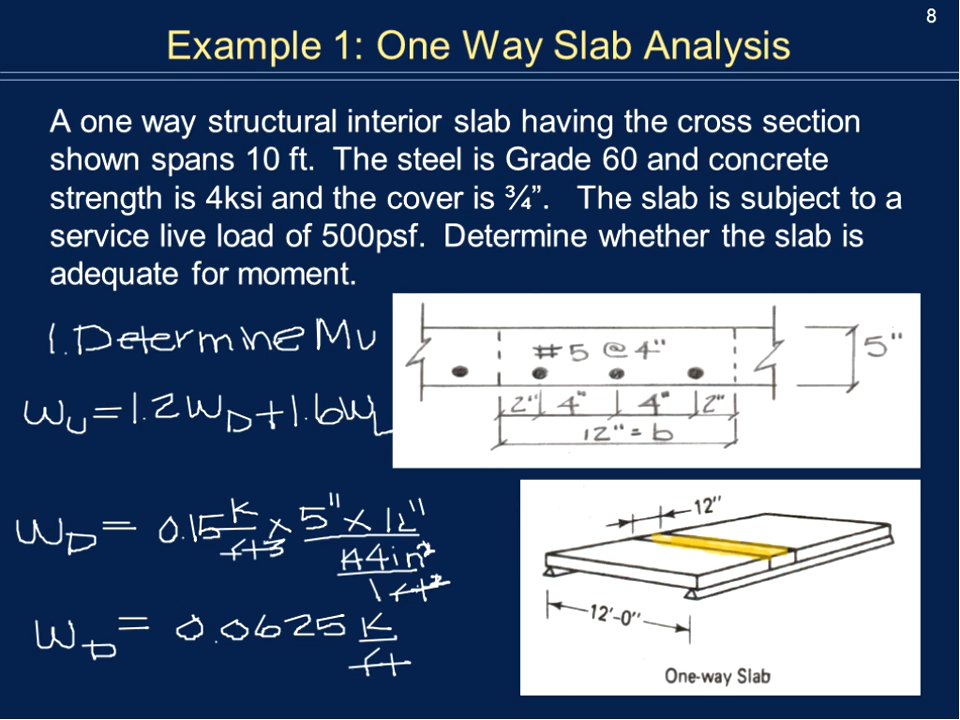 8
Example 1: One Way Slab Analysis
A one way structural interior slab having the cross section
shown spans 10 ft. The steel is Grade 60 and concrete
strength is 4ksi and the cover is ¾”. The slab is subject to a
service live load of 500psf. Determine whether the slab is
adequate for moment.
1. Determine Mu
wu = 1.2wD + 1.6wL
#5 @ 4"
5"
2" 4" 4" 2"
12" = b
wD = 0.15 K/ft3 x 5" x 12" / 144in² / 1ft²
wD = 0.0625 K/ft
12"
12'-0"
One-way Slab